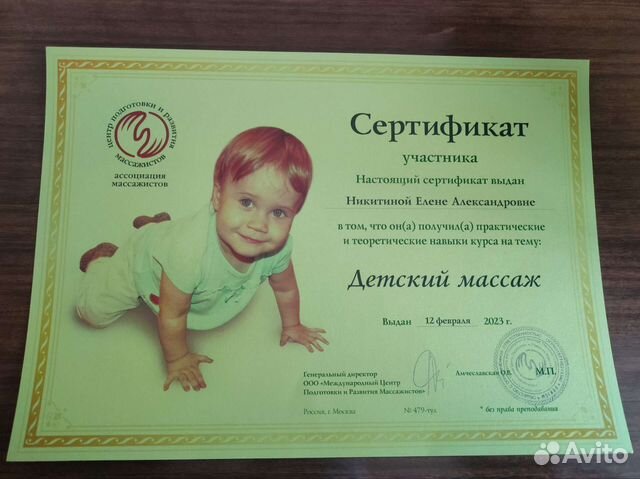 центр подготовки и развития массажистов
ассоциация
массажистов
Сертификат
участника
Настоящий сертификат выдан
Никитиной Елене Александровне
в том, что он(а) получил(а) практические
и теоретические навыки курса на тему:
Детский массаж
Выдан 12 февраля 2023 г.
Генеральный директор
ООО «Международный Центр
Подготовки и Развития Массажистов»
Амчеславская О.В.
М.П.
Россия, г. Москва
№ 479-тул
* без права преподавания
Avito